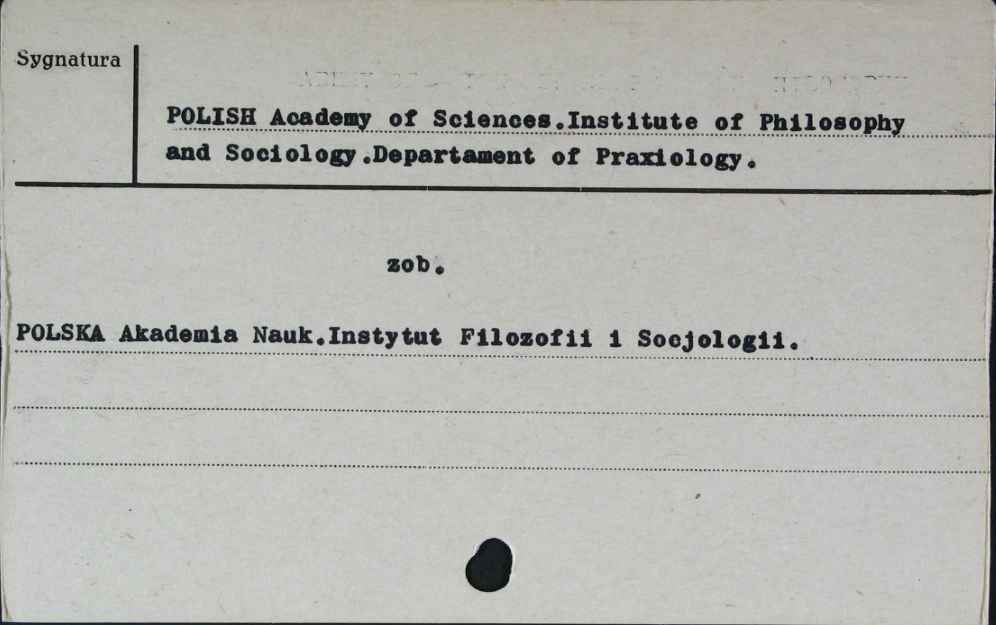 Sygnatura
POLISH Academy of Sciences.Institute of Philosophy
and Sociology.Departament of Praxiology.
zob.
POLSKA Akademia Nauk.Instytut Filozofii i Socjologii.